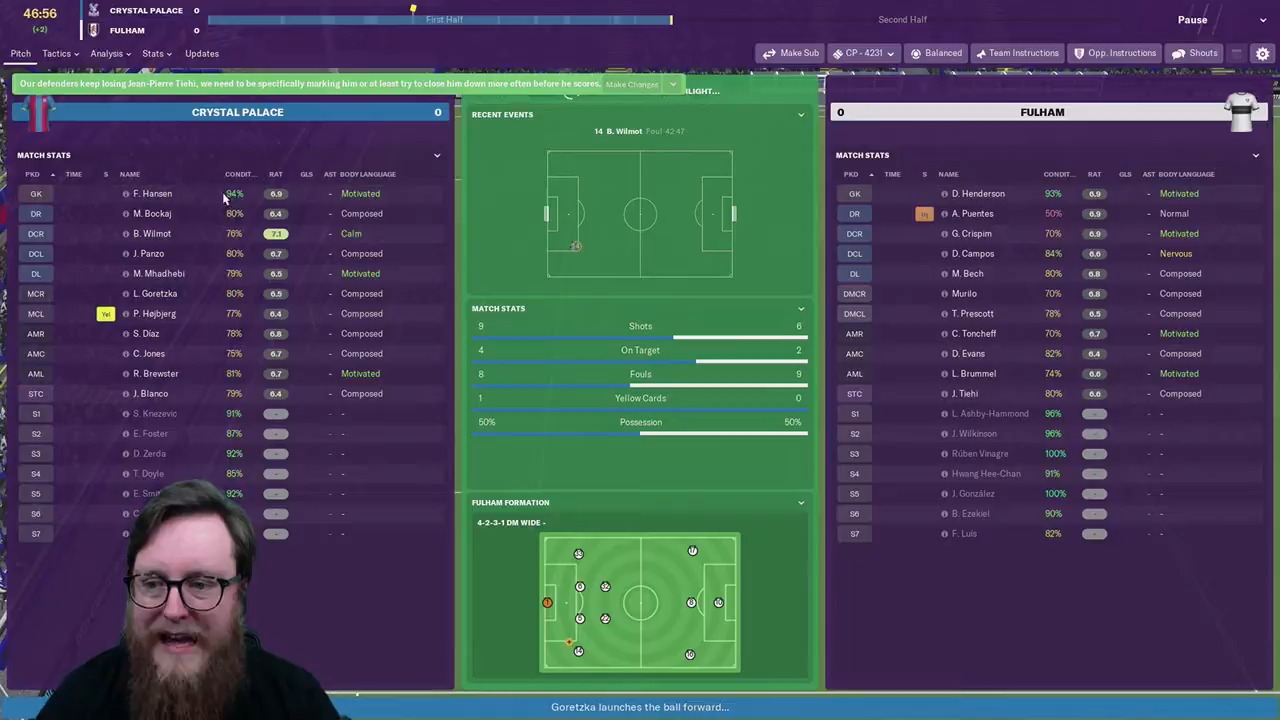 46:56
(+2)
CRYSTAL PALACE 0
FULHAM 0
First Half
Second Half
Pause
Pitch Tactics Analysis Stats Updates
Make Sub CP - 4231 Balanced Team Instructions Opp. Instructions Shouts
Our defenders keep losing Jean-Pierre Tiehi, we need to be specifically marking him or at least try to close him down more often before he scores. Make Changes
CRYSTAL PALACE 0
MATCH STATS
PKD TIME S NAME CONDIT... RAT GLS AST BODY LANGUAGE
GK F. Hansen 94% 6.9 - Motivated
DR M. Bockaj 80% 6.4 - Composed
DCR B. Wilmot 76% 7.1 - Calm
DCL J. Panzo 80% 6.7 - Composed
DL M. Mhadhebi 79% 6.5 - Motivated
MCR L. Goretzka 80% 6.5 - Composed
MCL Yel P. Højbjerg 77% 6.4 - Composed
AMR S. Díaz 78% 6.8 - Composed
AMC C. Jones 75% 6.7 - Composed
AML R. Brewster 81% 6.7 - Motivated
STC J. Blanco 79% 6.4 - Composed
S1 S. Knezevic 91% - - -
S2 E. Foster 87% - - -
S3 D. Zerda 92% - - -
S4 T. Doyle 85% - - -
S5 92% - - -
S6 - - -
S7 - - -
LIGHT...
RECENT EVENTS
14 B. Wilmot Foul 42:47
MATCH STATS
9 Shots 6
4 On Target 2
8 Fouls 9
1 Yellow Cards 0
50% Possession 50%
FULHAM FORMATION
4-2-3-1 DM WIDE -
0 FULHAM
MATCH STATS
PKD TIME S NAME CONDIT... RAT GLS AST BODY LANGUAGE
GK D. Henderson 93% 6.9 - Motivated
DR Inj A. Puentes 50% 6.9 - Normal
DCR G. Crispim 70% 6.9 - Motivated
DCL D. Campos 84% 6.6 - Nervous
DL M. Bech 80% 6.8 - Composed
DMCR Murilo 70% 6.8 - Composed
DMCL T. Prescott 78% 6.5 - Composed
AMR C. Toncheff 70% 6.7 - Motivated
AMC D. Evans 82% 6.4 - Composed
AML L. Brummel 74% 6.6 - Motivated
STC J. Tiehi 80% 6.6 - Composed
S1 L. Ashby-Hammond 96% - - -
S2 J. Wilkinson 96% - - -
S3 Rúben Vinagre 100% - - -
S4 Hwang Hee-Chan 91% - - -
S5 J. González 100% - - -
S6 B. Ezekiel 90% - - -
S7 F. Luis 82% - - -
Goretzka launches the ball forward...